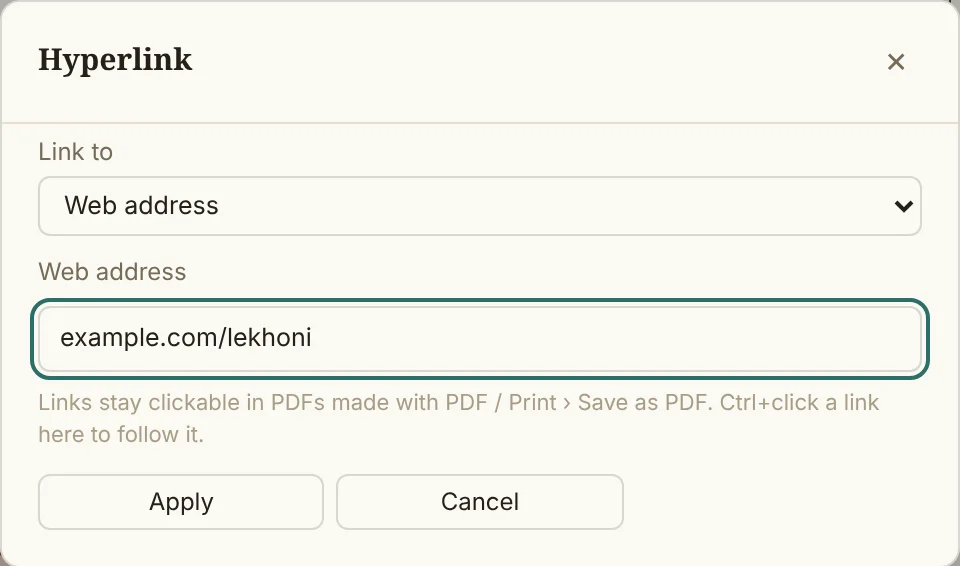 Hyperlink
×
Link to
Web address
Web address
example.com/lekhoni
Links stay clickable in PDFs made with PDF / Print › Save as PDF. Ctrl+click a link
here to follow it.
Apply
Cancel